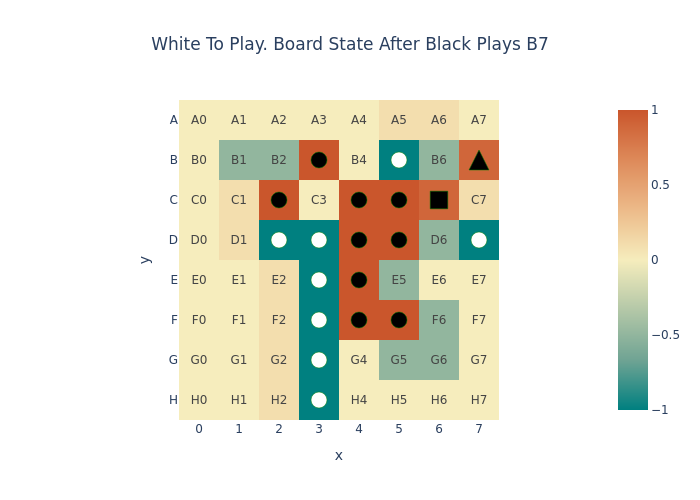 White To Play. Board State After Black Plays B7
A A0 A1 A2 A3 A4 A5 A6 A7
B B0 B1 B2 B4 B6
C C0 C1 C3 C7
D D0 D1 D6
E E0 E1 E2 E5 E6 E7
F F0 F1 F2 F6 F7
G G0 G1 G2 G4 G5 G6 G7
H H0 H1 H2 H4 H5 H6 H7
0 1 2 3 4 5 6 7
x
y
1
0.5
0
−0.5
−1